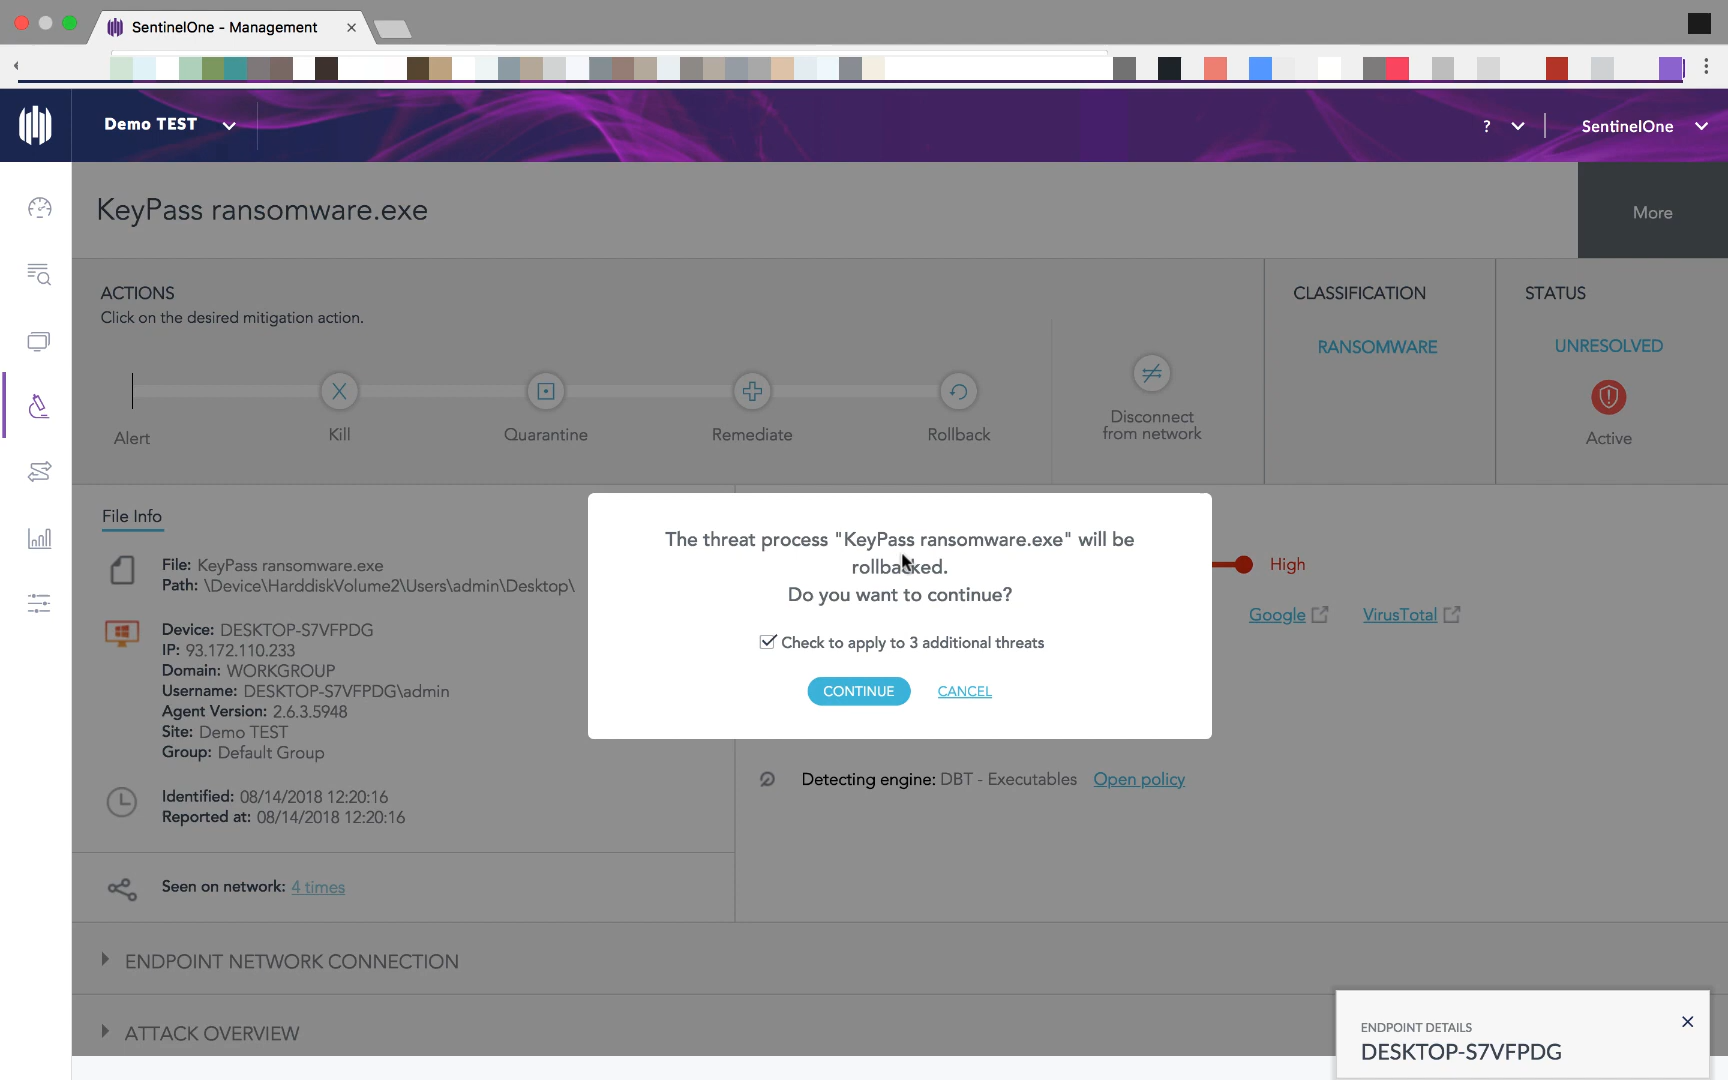 SentinelOne - Management
Demo TEST
?
SentinelOne
KeyPass ransomware.exe
More
ACTIONS
Click on the desired mitigation action.
Alert
Kill
Quarantine
Remediate
Rollback
Disconnect
from network
CLASSIFICATION
RANSOMWARE
STATUS
UNRESOLVED
Active
File Info
File: KeyPass ransomware.exe
Path: \Device\HarddiskVolume2\Users\admin\Desktop\
Device: DESKTOP-S7VFPDG
IP: 93.172.110.233
Domain: WORKGROUP
Username: DESKTOP-S7VFPDG\admin
Agent Version: 2.6.3.5948
Site: Demo TEST
Group: Default Group
Identified: 08/14/2018 12:20:16
Reported at: 08/14/2018 12:20:16
Seen on network: 4 times
The threat process "KeyPass ransomware.exe" will be
rollbacked.
Do you want to continue?
Check to apply to 3 additional threats
CONTINUE
CANCEL
High
Google
VirusTotal
Detecting engine: DBT - Executables Open policy
ENDPOINT NETWORK CONNECTION
ATTACK OVERVIEW
ENDPOINT DETAILS
DESKTOP-S7VFPDG